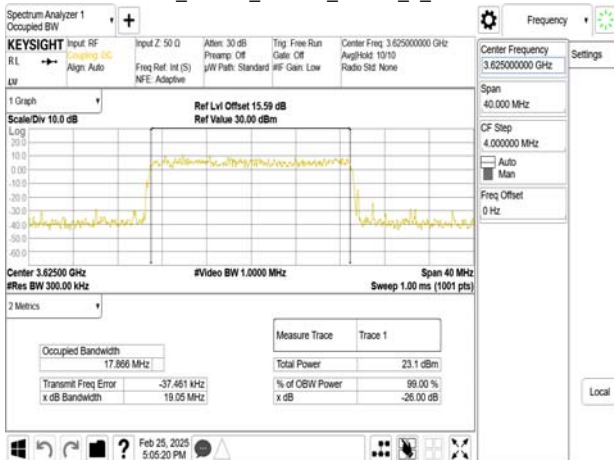 Spectrum Analyzer 1
Occupied BW
Frequency
KEYSIGHT
RL
Input: RF
Coupling: DC
Align: Auto
Input Z: 50 Ω
Freq Ref: Int (S)
NFE: Adaptive
Atten: 30 dB
Preamp: Off
µW Path: Standard
Trig: Free Run
Gate: Off
#IF Gain: Low
Center Freq: 3.625000000 GHz
Avg|Hold: 10/10
Radio Std: None
Center Frequency
3.625000000 GHz
Settings
Span
40.000 MHz
CF Step
4.000000 MHz
Auto
Man
Freq Offset
0 Hz
Local
1 Graph
Scale/Div 10.0 dB
Ref Lvl Offset 15.59 dB
Ref Value 30.00 dBm
Log
20.0
10.0
0.00
-10.0
-20.0
-30.0
-40.0
-50.0
-60.0
Center 3.62500 GHz
#Video BW 1.0000 MHz
Span 40 MHz
#Res BW 300.00 kHz
Sweep 1.00 ms (1001 pts)
2 Metrics
Measure Trace Trace 1
Occupied Bandwidth
17.866 MHz
Total Power 23.1 dBm
Transmit Freq Error -37.461 kHz
% of OBW Power 99.00 %
x dB Bandwidth 19.05 MHz
x dB -26.00 dB
Feb 25, 2025
5:05:20 PM